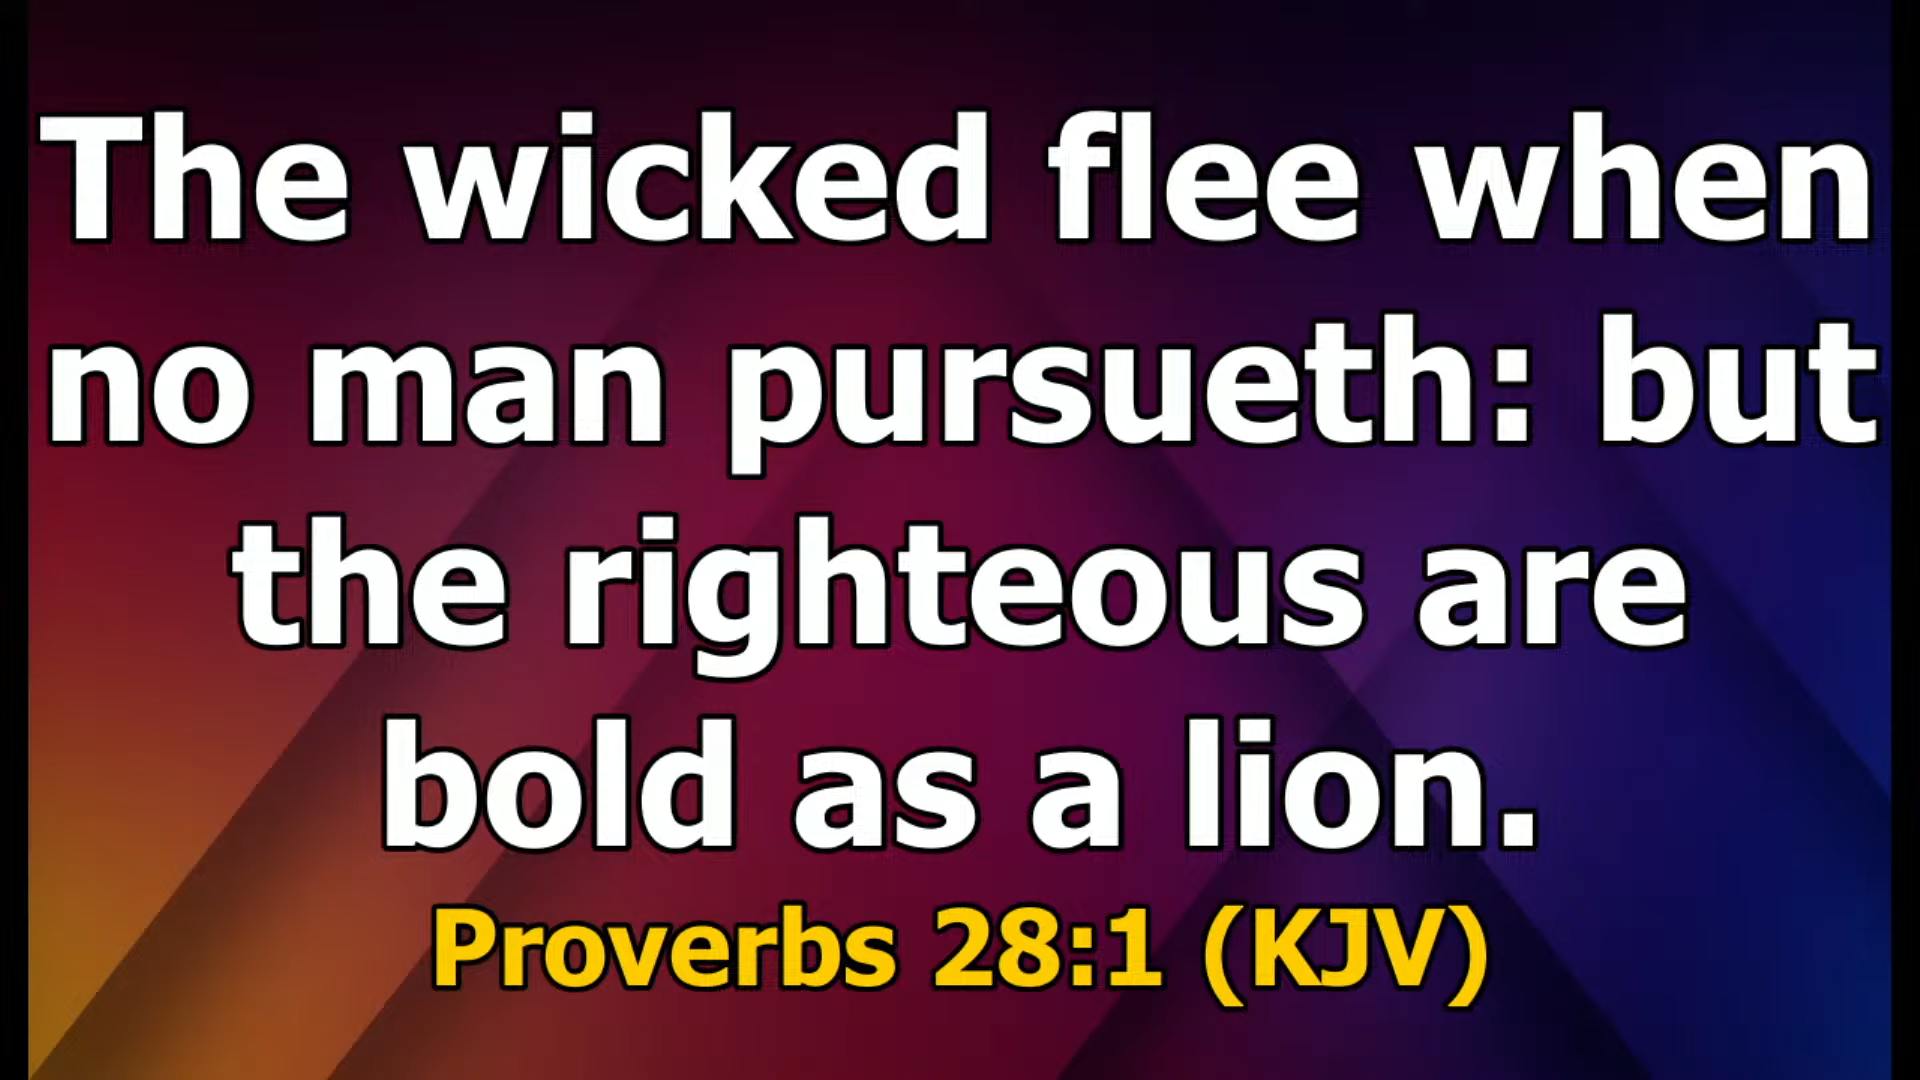 The wicked flee when
no man pursueth: but
the righteous are
bold as a lion.
Proverbs 28:1 (KJV)